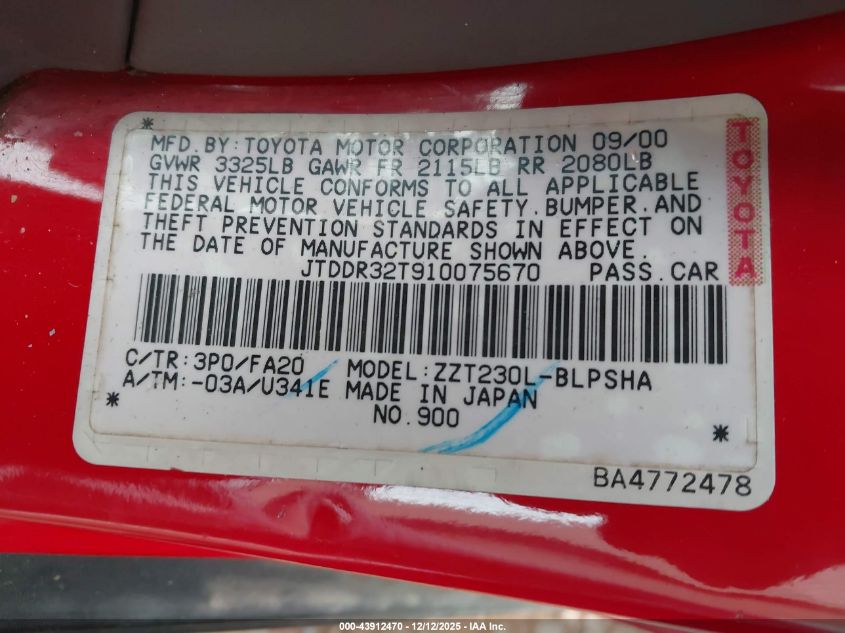 MFD. BY: TOYOTA MOTOR CORPORATION 09/00
GVWR 3325LB GAWR FR 2115LB RR 2080LB
THIS VEHICLE CONFORMS TO ALL APPLICABLE
FEDERAL MOTOR VEHICLE SAFETY, BUMPER, AND
THEFT PREVENTION STANDARDS IN EFFECT ON
THE DATE OF MANUFACTURE SHOWN ABOVE.
JTDDR32T910075670 PASS. CAR
TOYOTA
C/TR: 3P0/FA20 MODEL: ZZT230L-BLPSHA
A/TM: -03A/U341E MADE IN JAPAN
NO. 900
BA4772478
000-43912470 - 12/12/2025 - IAA Inc.